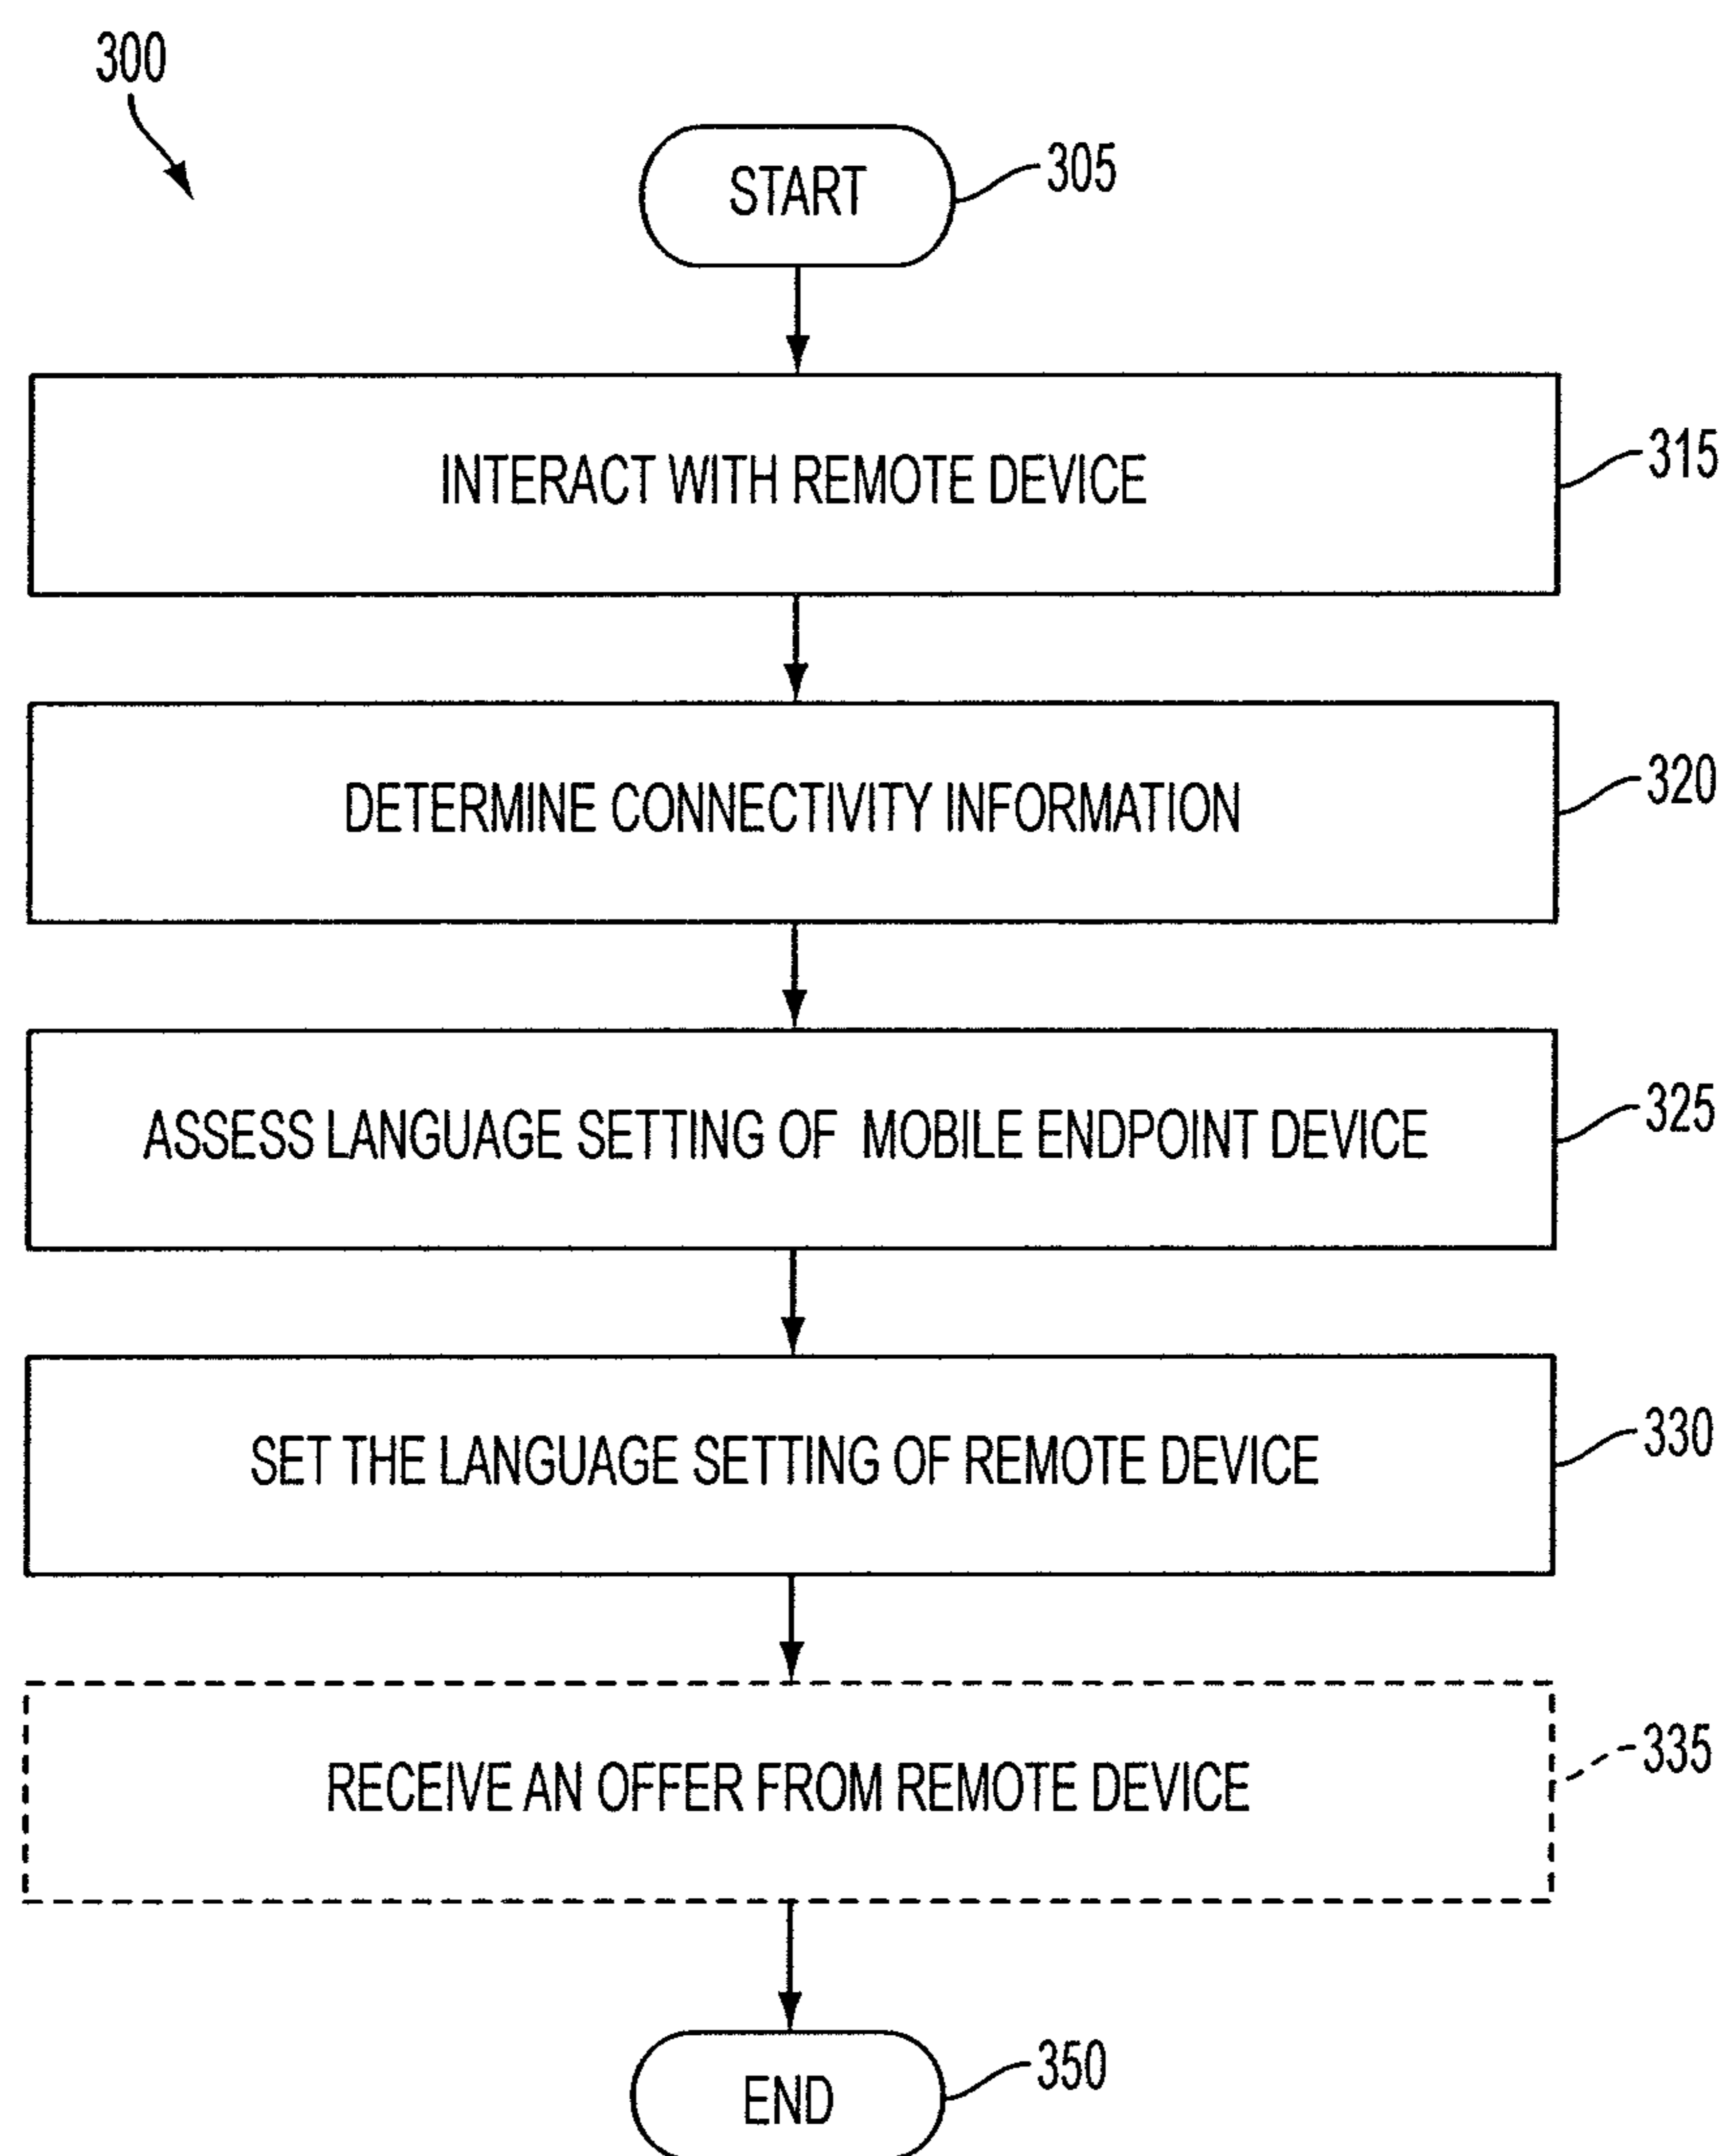 300
START
305
INTERACT WITH REMOTE DEVICE
315
DETERMINE CONNECTIVITY INFORMATION
320
ASSESS LANGUAGE SETTING OF MOBILE ENDPOINT DEVICE
325
SET THE LANGUAGE SETTING OF REMOTE DEVICE
330
RECEIVE AN OFFER FROM REMOTE DEVICE
335
END
350